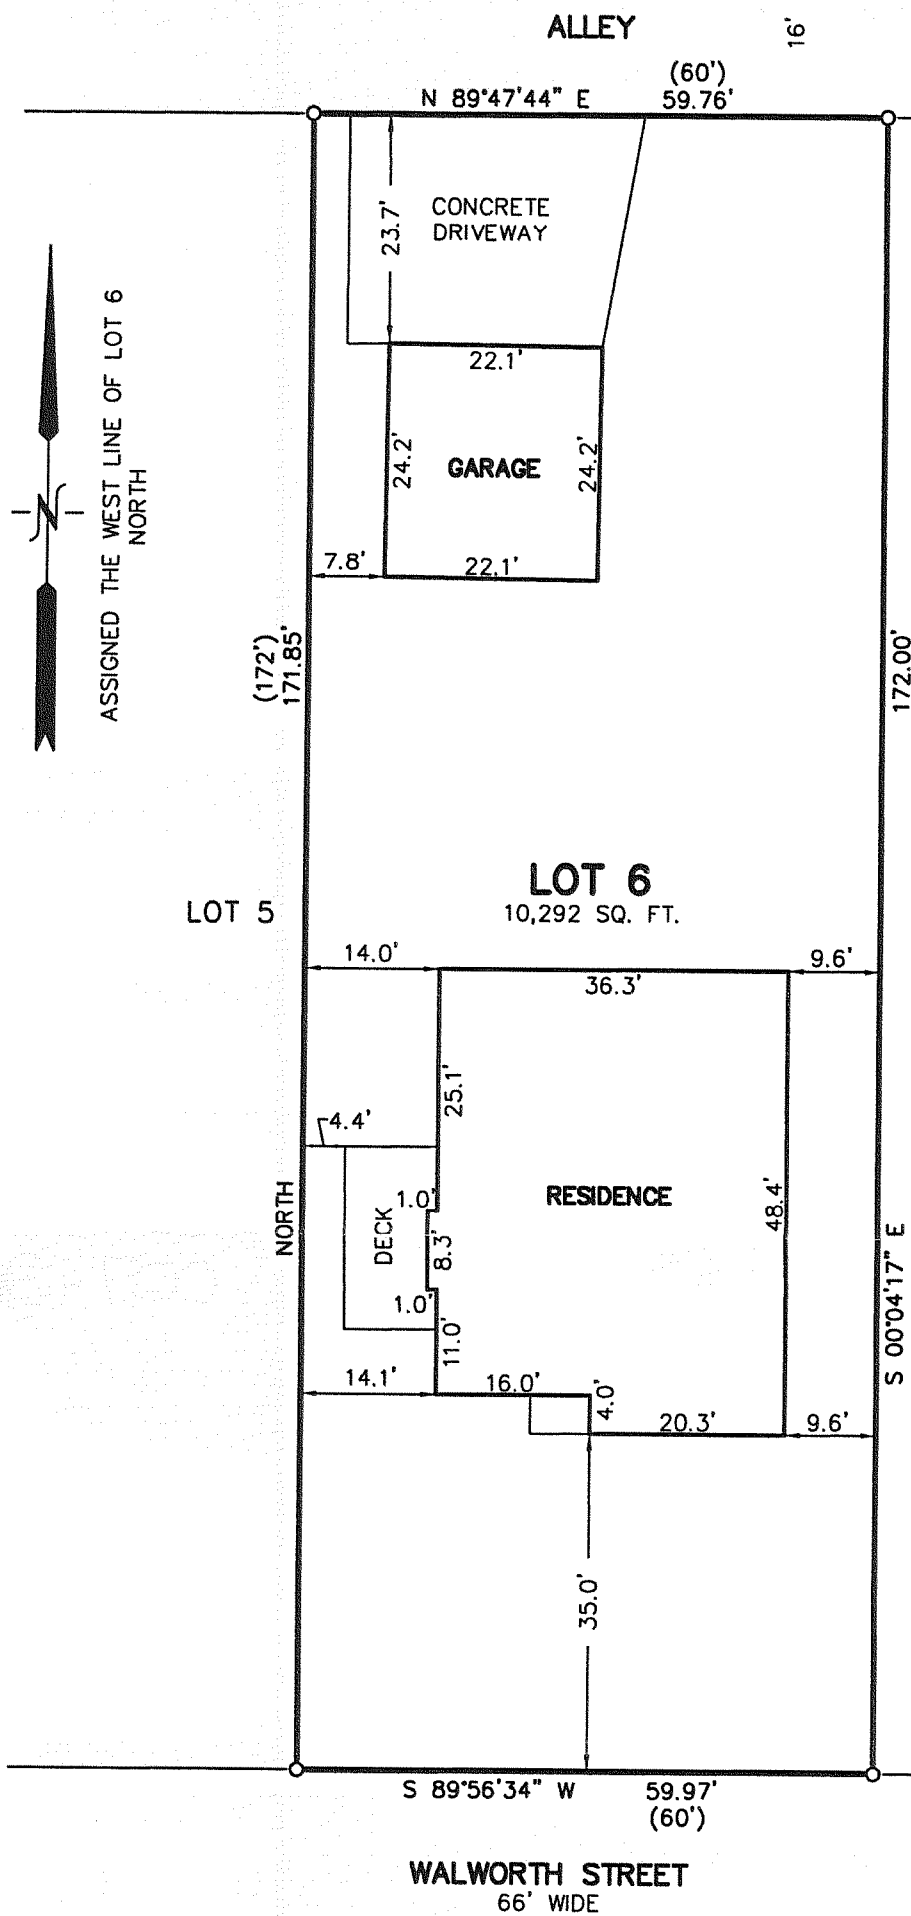 ALLEY
16'
(60')
N 89°47'44" E 59.76'
CONCRETE
DRIVEWAY
23.7'
22.1'
24.2'
GARAGE
24.2'
7.8'
22.1'
ASSIGNED THE WEST LINE OF LOT 6
NORTH
N
(172')
171.85'
172.00'
LOT 6
10,292 SQ. FT.
LOT 5
14.0'
36.3'
9.6'
25.1'
4.4'
NORTH
DECK
1.0'
8.3'
1.0'
11.0'
RESIDENCE
48.4'
S 00°04'17" E
14.1'
16.0'
4.0'
20.3'
9.6'
35.0'
S 89°56'34" W 59.97'
(60')
WALWORTH STREET
66' WIDE